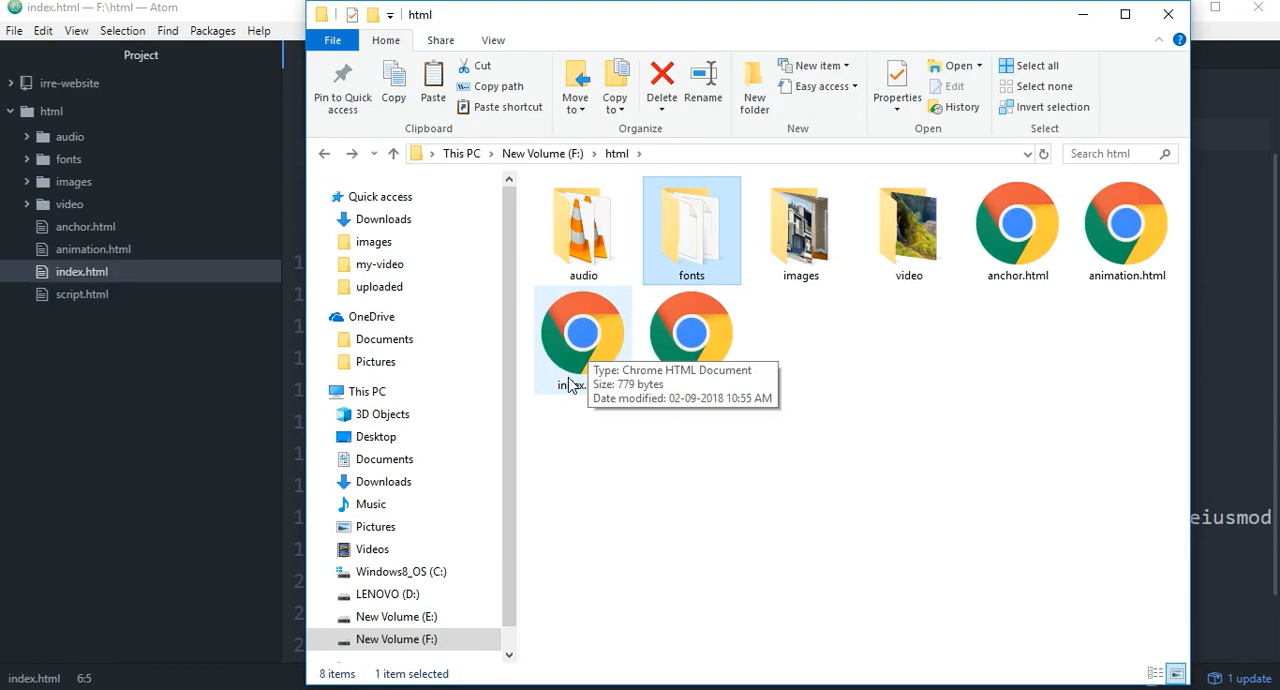 index.html — F:\html — Atom
File Edit View Selection Find Packages Help
Project
irre-website
html
audio
fonts
images
video
anchor.html
animation.html
index.html
script.html
index.html 6:5
html
File Home Share View
Pin to Quick access
Copy
Paste
Cut
Copy path
Paste shortcut
Clipboard
Move to
Copy to
Delete
Rename
Organize
New folder
New item
Easy access
New
Properties
Open
Edit
History
Open
Select all
Select none
Invert selection
Select
This PC > New Volume (F:) > html >
Search html
Quick access
Downloads
images
my-video
uploaded
OneDrive
Documents
Pictures
This PC
3D Objects
Desktop
Documents
Downloads
Music
Pictures
Videos
Windows8_OS (C:)
LENOVO (D:)
New Volume (E:)
New Volume (F:)
audio
fonts
images
video
anchor.html
animation.html
Type: Chrome HTML Document
Size: 779 bytes
Date modified: 02-09-2018 10:55 AM
8 items 1 item selected
eiusmod
1 update